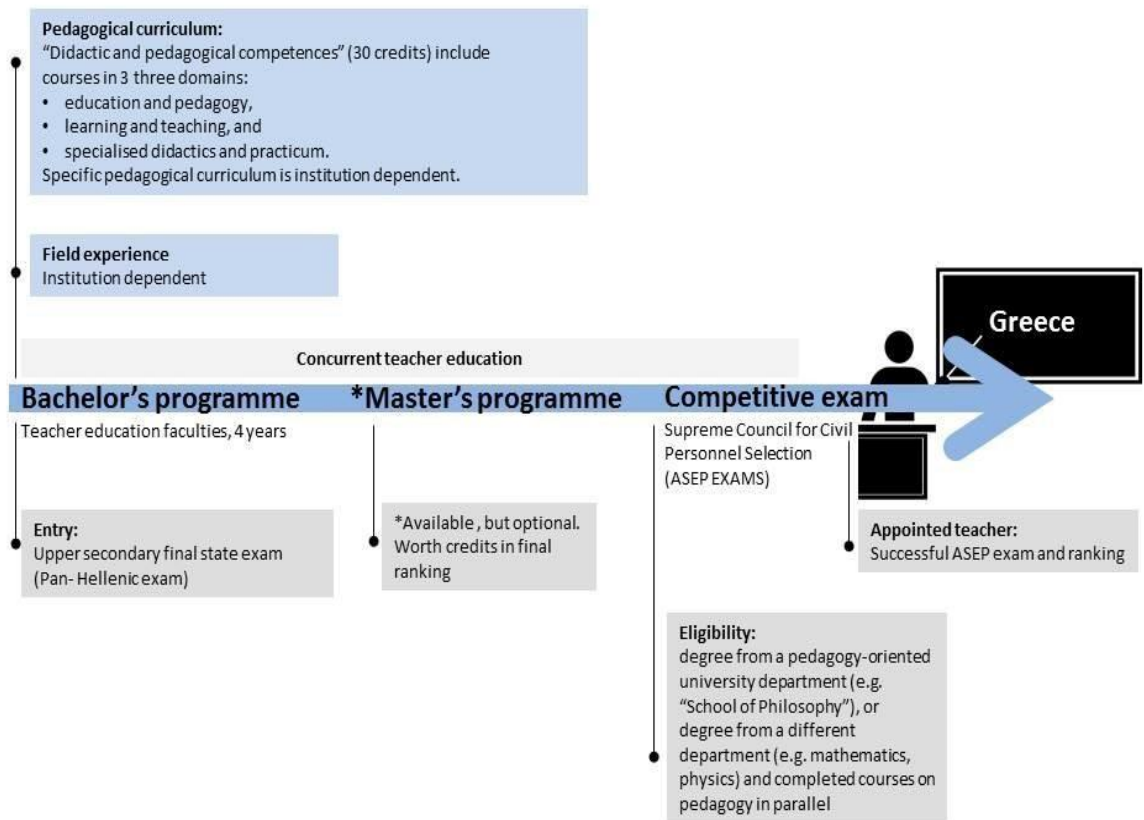 Pedagogical curriculum:
“Didactic and pedagogical competences” (30 credits) include
courses in 3 three domains:
• education and pedagogy,
• learning and teaching, and
• specialised didactics and practicum.
Specific pedagogical curriculum is institution dependent.
Field experience
Institution dependent
Greece
Concurrent teacher education
Bachelor’s programme
*Master’s programme
Competitive exam
Teacher education faculties, 4 years
Supreme Council for Civil
Personnel Selection
(ASEP EXAMS)
Entry:
Upper secondary final state exam
(Pan- Hellenic exam)
*Available , but optional.
Worth credits in final
ranking
Appointed teacher:
Successful ASEP exam and ranking
Eligibility:
degree from a pedagogy-oriented
university department (e.g.
“School of Philosophy”), or
degree from a different
department (e.g. mathematics,
physics) and completed courses on
pedagogy in parallel